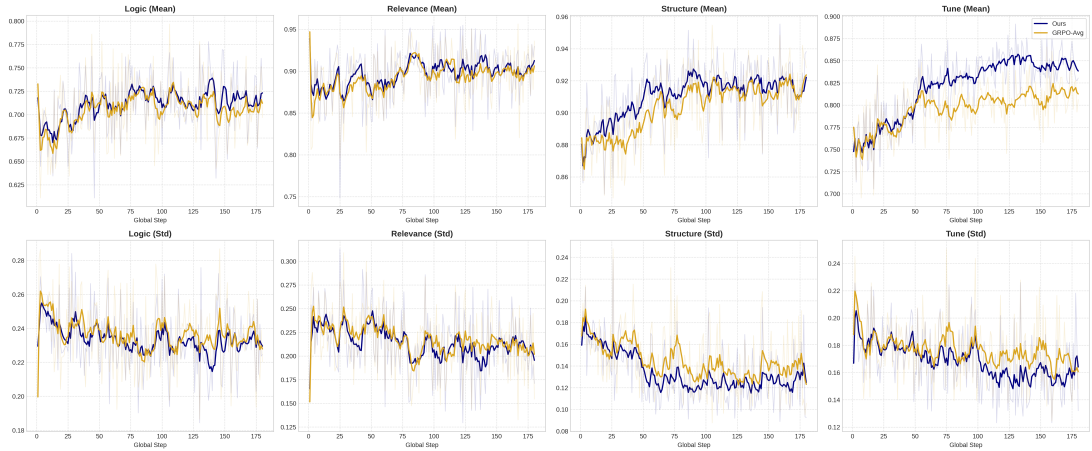 Logic (Mean)
0.800
0.775
0.750
0.725
0.700
0.675
0.650
0.625
0 25 50 75 100 125 150 175
Global Step
Relevance (Mean)
0.95
0.90
0.85
0.80
0.75
0 25 50 75 100 125 150 175
Global Step
Structure (Mean)
0.96
0.94
0.92
0.90
0.88
0.86
0 25 50 75 100 125 150 175
Global Step
Tune (Mean)
Ours
GRPO-Avg
0.900
0.875
0.850
0.825
0.800
0.775
0.750
0.725
0.700
0 25 50 75 100 125 150 175
Global Step
Logic (Std)
0.28
0.26
0.24
0.22
0.20
0.18
0 25 50 75 100 125 150 175
Global Step
Relevance (Std)
0.300
0.275
0.250
0.225
0.200
0.175
0.150
0.125
0 25 50 75 100 125 150 175
Global Step
Structure (Std)
0.24
0.22
0.20
0.18
0.16
0.14
0.12
0.10
0.08
0 25 50 75 100 125 150 175
Global Step
Tune (Std)
0.24
0.22
0.20
0.18
0.16
0.14
0.12
0 25 50 75 100 125 150 175
Global Step